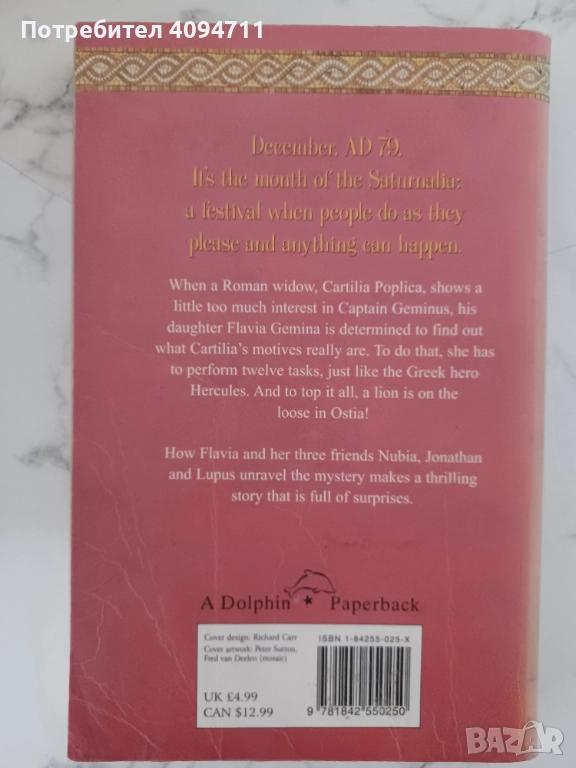 Потребител 4094711
December, AD 79.
It's the month of the Saturnalia:
a festival when people do as they
please and anything can happen.
When a Roman widow, Cartilia Poplica, shows a
little too much interest in Captain Geminus, his
daughter Flavia Gemina is determined to find out
what Cartilia's motives really are. To do that, she has
to perform twelve tasks, just like the Greek hero
Hercules. And to top it all, a lion is on the
loose in Ostia!
How Flavia and her three friends Nubia, Jonathan
and Lupus unravel the mystery makes a thrilling
story that is full of surprises.
A Dolphin Paperback
Cover design: Richard Carr
Cover artwork: Peter Sutton,
Fred van Deelen (mosaic)
UK £4.99
CAN $12.99
ISBN 1-84255-025-X
9 781842 550250
BAZAR